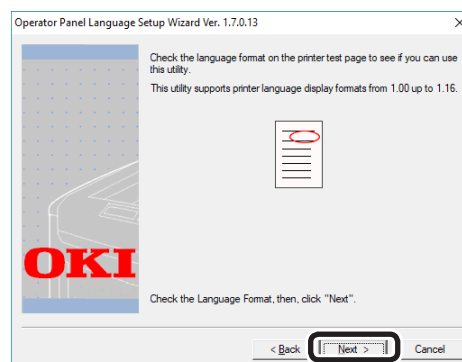 Operator Panel Language Setup Wizard Ver. 1.7.0.13
Check the language format on the printer test page to see if you can use
this utility.
This utility supports printer language display formats from 1.00 up to 1.16.
OKI
Check the Language Format, then, click "Next".
< Back Next > Cancel